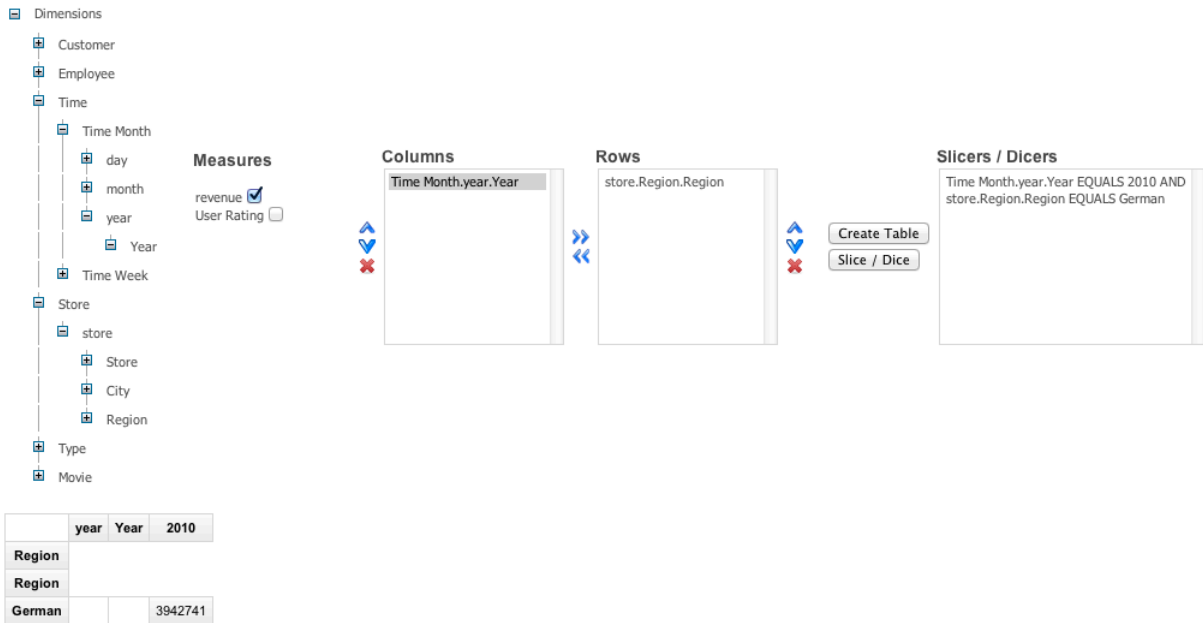 Dimensions
Customer
Employee
Time
Time Month
day
month
year
Year
Time Week
Store
store
Store
City
Region
Type
Movie
Measures
revenue
User Rating
Columns
Time Month.year.Year
Rows
store.Region.Region
Create Table
Slice / Dice
Slicers / Dicers
Time Month.year.Year EQUALS 2010 AND
store.Region.Region EQUALS German
year Year 2010
Region
Region
German 3942741